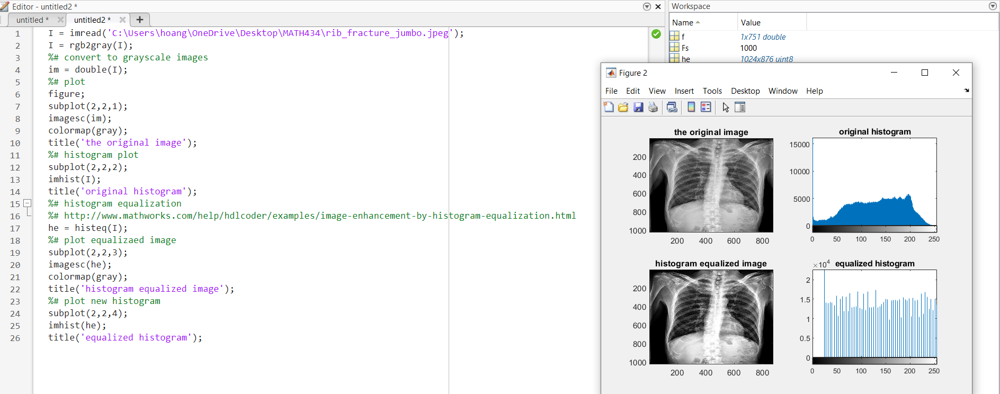 Editor - untitled2 *
untitled * untitled2 *
1 I = imread('C:\Users\hoang\OneDrive\Desktop\MATH434\rib_fracture_jumbo.jpeg');
2 I = rgb2gray(I);
3 %# convert to grayscale images
4 im = double(I);
5 %# plot
6 figure;
7 subplot(2,2,1);
8 imagesc(im);
9 colormap(gray);
10 title('the original image');
11 %# histogram plot
12 subplot(2,2,2);
13 imhist(I);
14 title('original histogram');
15 %# histogram equalization
16 %# http://www.mathworks.com/help/hdlcoder/examples/image-enhancement-by-histogram-equalization.html
17 he = histeq(I);
18 %# plot equalizaed image
19 subplot(2,2,3);
20 imagesc(he);
21 colormap(gray);
22 title('histogram equalized image');
23 %# plot new histogram
24 subplot(2,2,4);
25 imhist(he);
26 title('equalized histogram');
Workspace
Name Value
f 1x751 double
Fs 1000
he 1024x876 uint8
Figure 2
File Edit View Insert Tools Desktop Window Help
the original image
200
400
600
800
1000
200 400 600 800
original histogram
15000
10000
5000
0
0 50 100 150 200 250
histogram equalized image
200
400
600
800
1000
200 400 600 800
×10^4 equalized histogram
2
1.5
1
0.5
0
0 50 100 150 200 250